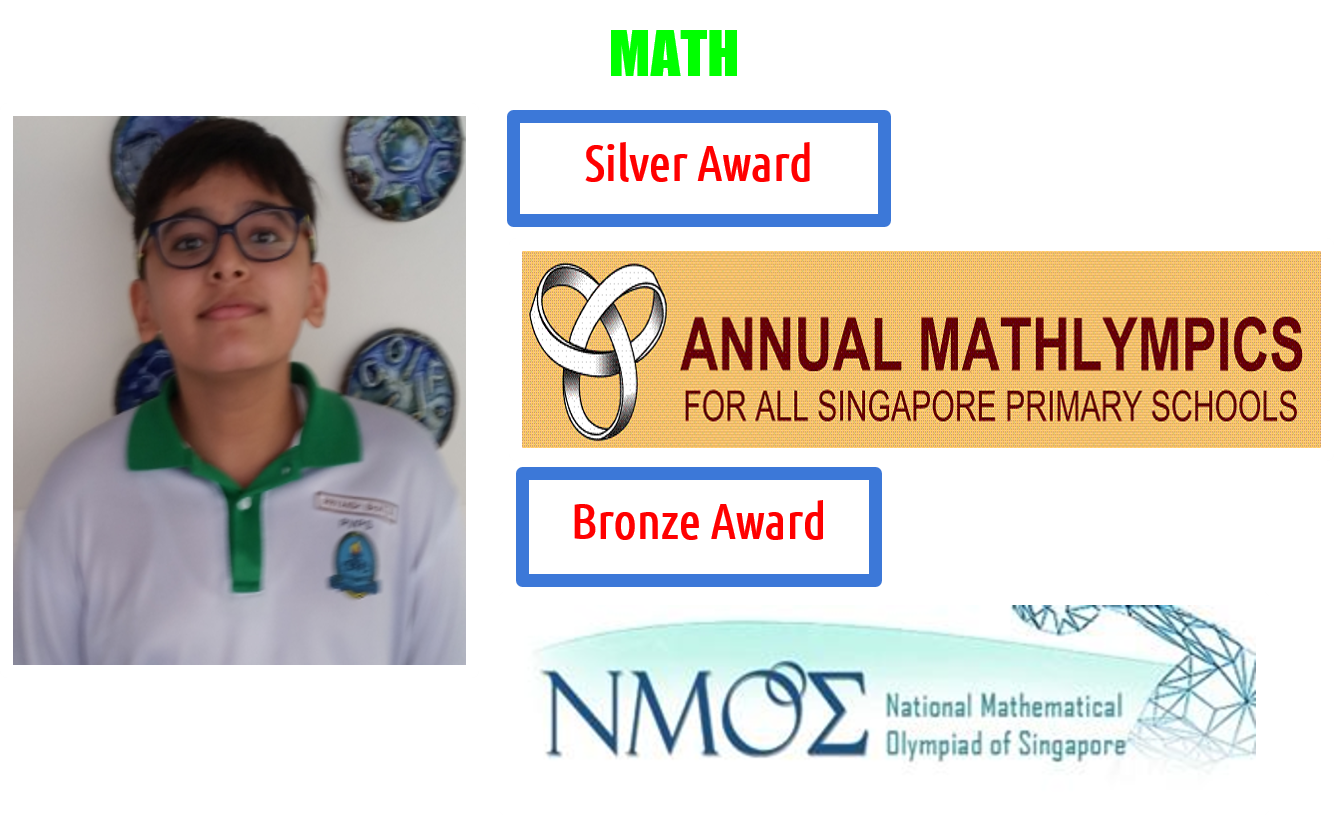 MATH
Silver Award
ANNUAL MATHLYMPICS
FOR ALL SINGAPORE PRIMARY SCHOOLS
Bronze Award
NMOΣ
National Mathematical
Olympiad of Singapore